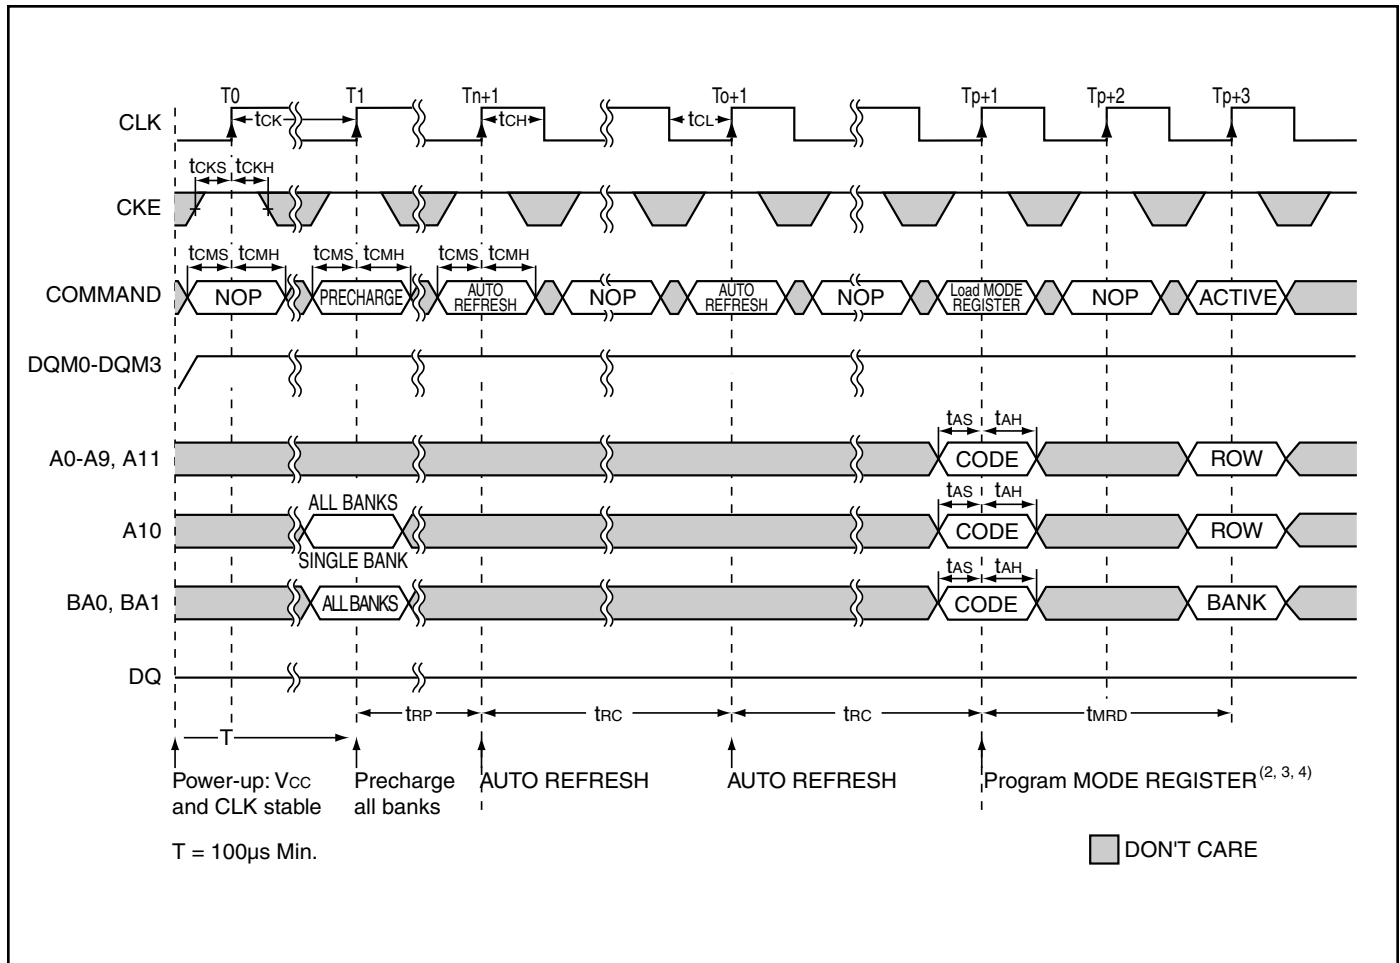 T0 T1 Tn+1 To+1 Tp+1 Tp+2 Tp+3
CLK tCK tCH tCL
tCKS tCKH
CKE
tCMS tCMH tCMS tCMH tCMS tCMH
COMMAND NOP PRECHARGE AUTO REFRESH NOP AUTO REFRESH NOP Load MODE REGISTER NOP ACTIVE
DQM0-DQM3
tAS tAH
A0-A9, A11 CODE ROW
ALL BANKS tAS tAH
A10 CODE ROW
SINGLE BANK
tAS tAH
BA0, BA1 ALL BANKS CODE BANK
DQ
tRP tRC tRC tMRD
T
Power-up: VCC and CLK stable
Precharge all banks
AUTO REFRESH
AUTO REFRESH
Program MODE REGISTER(2, 3, 4)
T = 100µs Min.
DON'T CARE